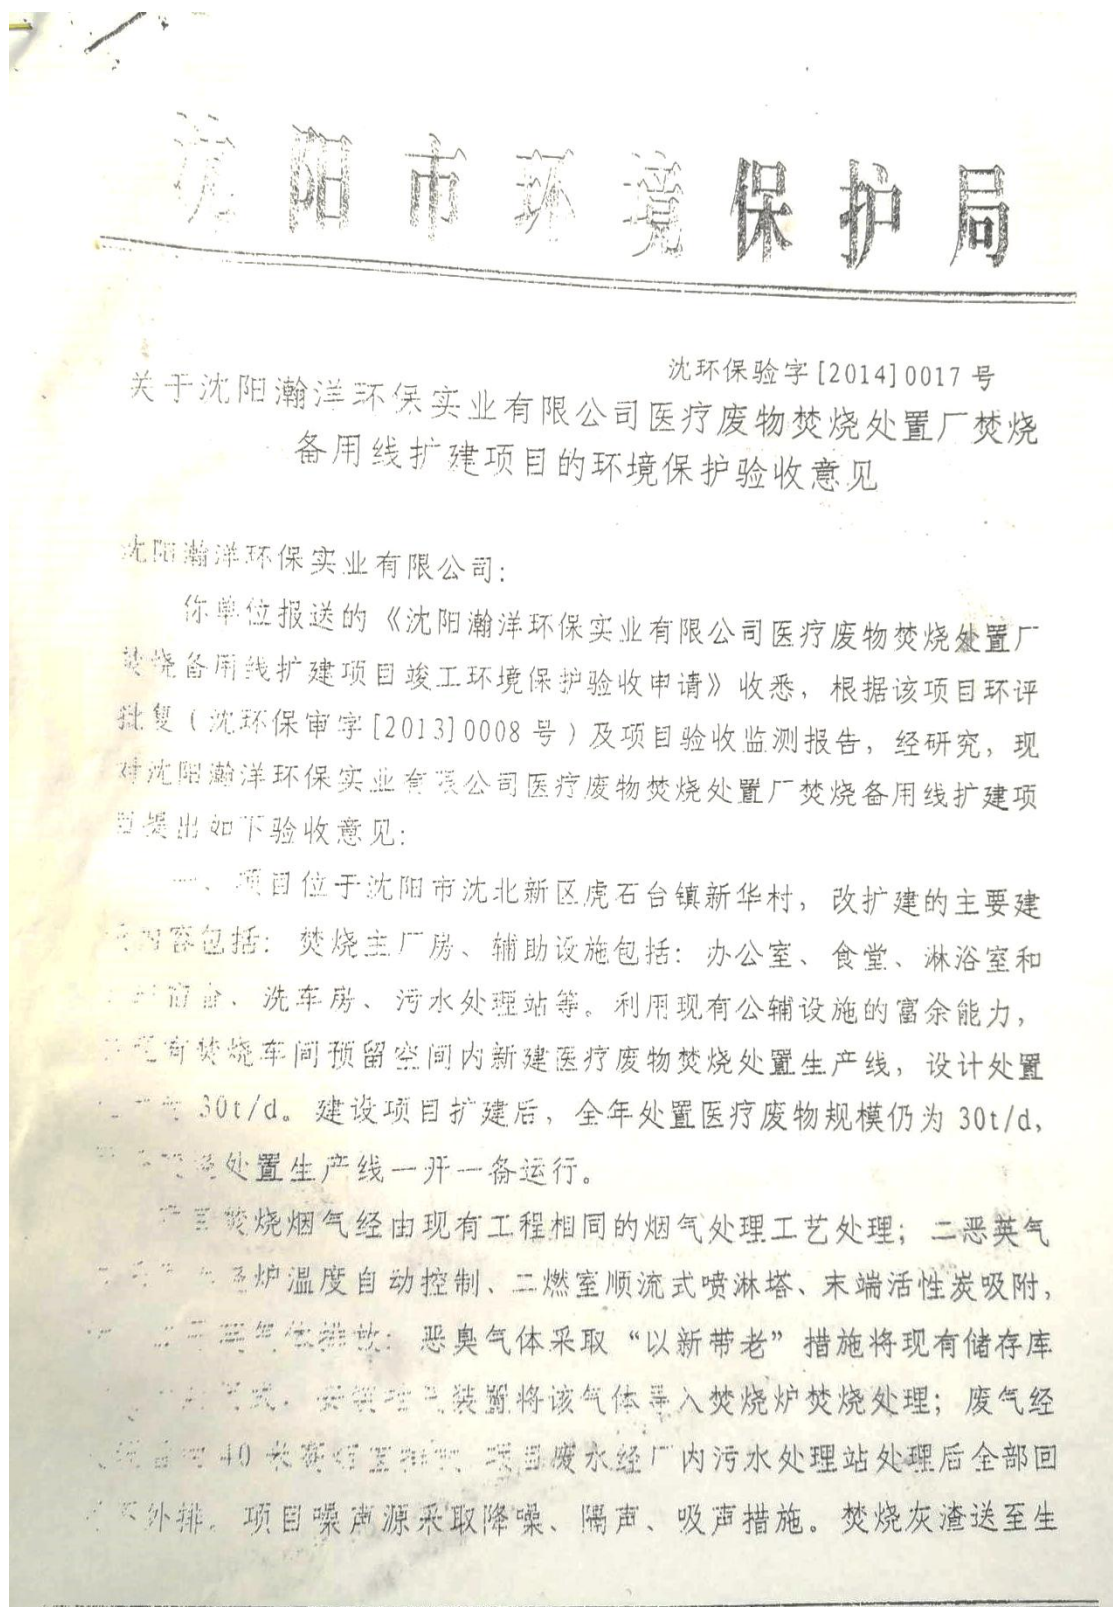 沈阳市环境保护局
沈环保验字[2014]0017号
关于沈阳瀚洋环保实业有限公司医疗废物焚烧处置厂焚烧
备用线扩建项目的环境保护验收意见
沈阳瀚洋环保实业有限公司:
你单位报送的《沈阳瀚洋环保实业有限公司医疗废物焚烧处置厂
焚烧备用线扩建项目竣工环境保护验收申请》收悉，根据该项目环评
批复（沈环保审字[2013]0008号）及项目验收监测报告，经研究，现
对沈阳瀚洋环保实业有限公司医疗废物焚烧处置厂焚烧备用线扩建项
目提出如下验收意见:
一、项目位于沈阳市沈北新区虎石台镇新华村，改扩建的主要建
内容包括: 焚烧主厂房、辅助设施包括: 办公室、食堂、淋浴室和
宿舍、洗车房、污水处理站等。利用现有公辅设施的富余能力，
有焚烧车间预留空间内新建医疗废物焚烧处置生产线，设计处置
30t/d。建设项目扩建后，全年处置医疗废物规模仍为30t/d,
处置生产线一开一备运行。
项目焚烧烟气经由现有工程相同的烟气处理工艺处理；二恶英气
炉温度自动控制、二燃室顺流式喷淋塔、末端活性炭吸附，
气体排放；恶臭气体采取“以新带老”措施将现有储存库
装置将该气体导入焚烧炉焚烧处理；废气经
40米 项目废水经厂内污水处理站处理后全部回
不外排。项目噪声源采取降噪、隔声、吸声措施。焚烧灰渣送至生